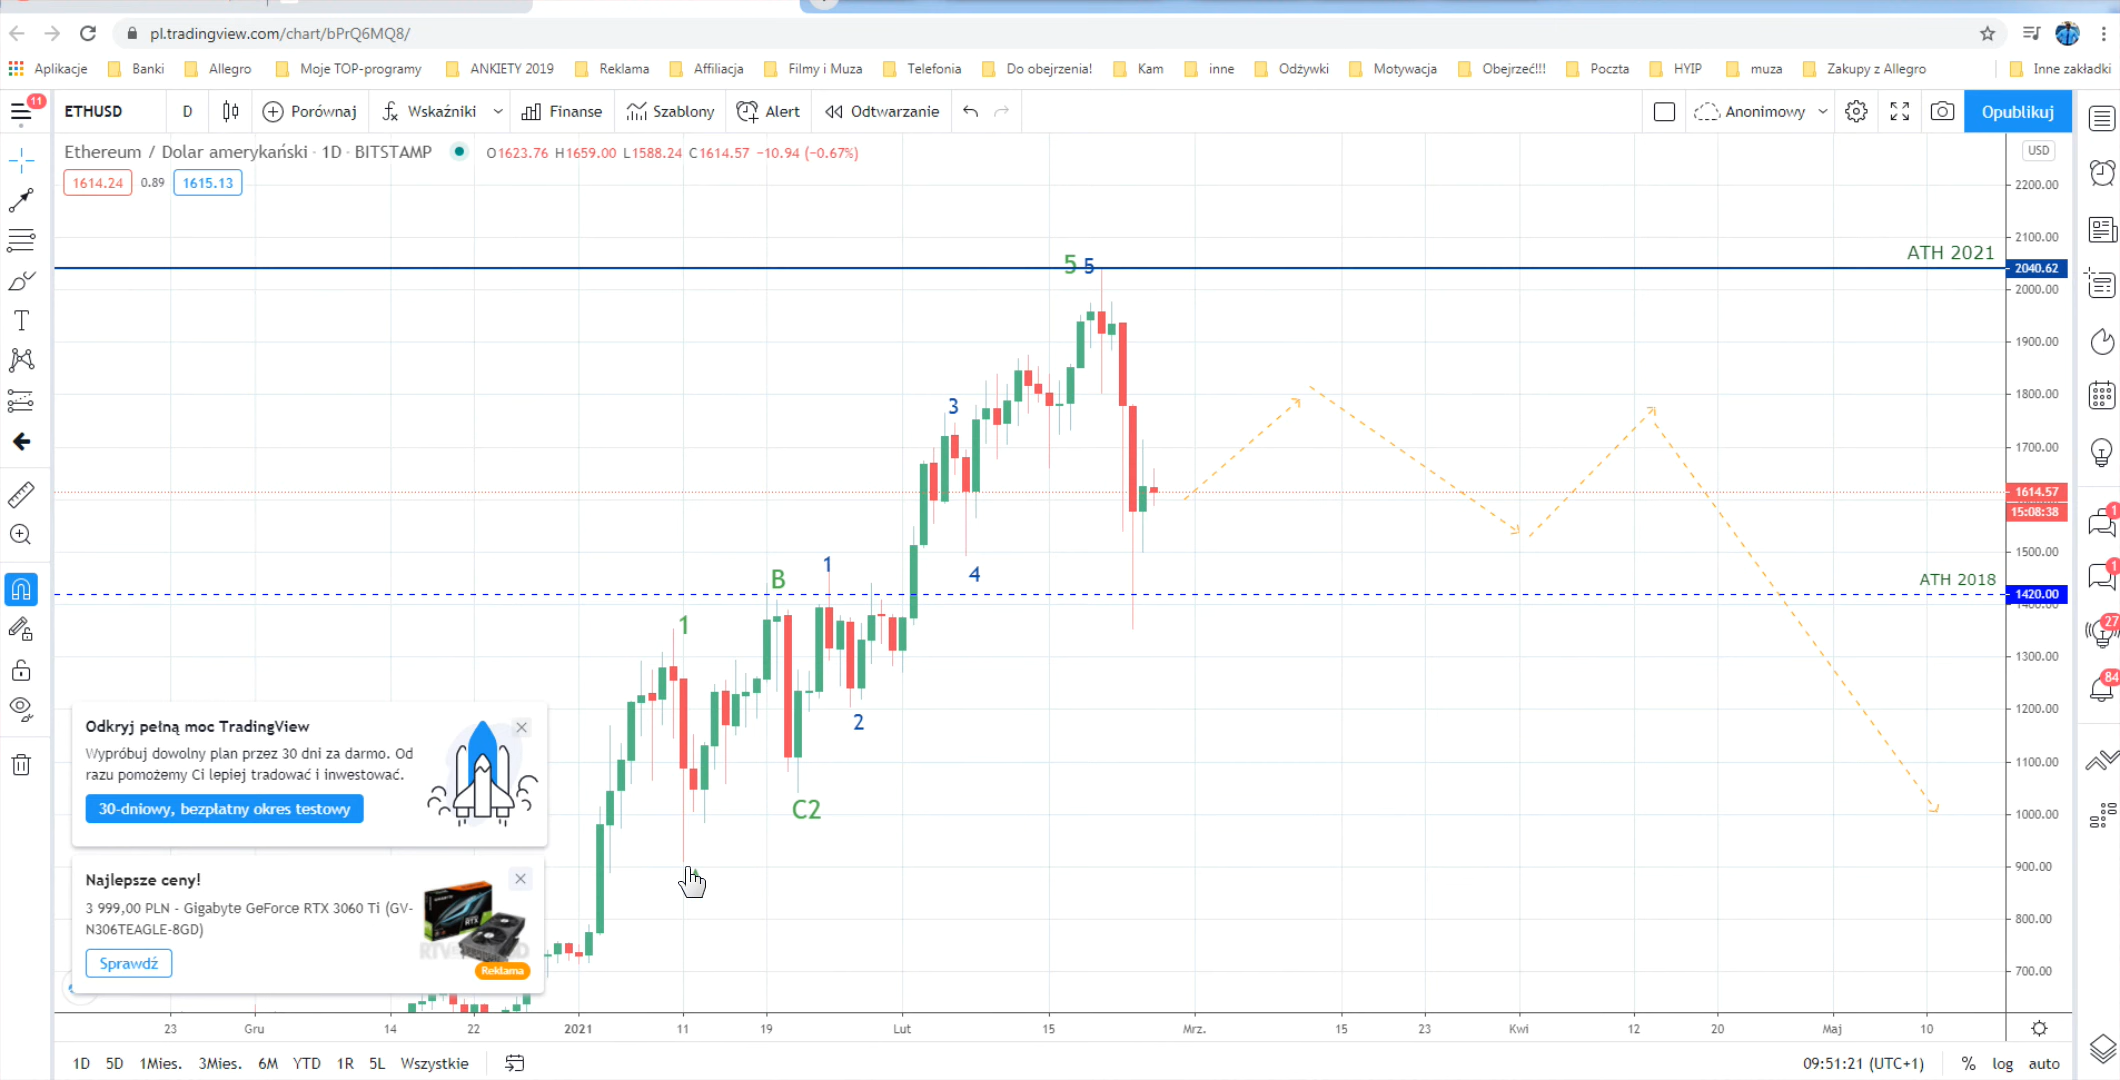 pl.tradingview.com/chart/bPrQ6MQ8/
Aplikacje Banki Allegro Moje TOP-programy ANKIETY 2019 Reklama Affiliacja Filmy i Muza Telefonia Do obejrzenia! Kam inne Odżywki Motywacja Obejrzeć!!! Poczta HYIP muza Zakupy z Allegro Inne zakładki
11
ETHUSD D Porównaj Wskaźniki Finanse Szablony Alert Odtwarzanie Anonimowy Opublikuj
Ethereum / Dolar amerykański · 1D · BITSTAMP O1623.76 H1659.00 L1588.24 C1614.57 −10.94 (−0.67%)
USD
1614.24 0.89 1615.13
2200.00
2100.00
ATH 2021
5 5
2040.62
2000.00
1900.00
1800.00
3
1700.00
1614.57
15:08:38
1
1500.00
1
4
1
B
ATH 2018
1420.00
1400.00
1
27
1300.00
84
1200.00
2
Odkryj pełną moc TradingView
Wypróbuj dowolny plan przez 30 dni za darmo. Od
razu pomożemy Ci lepiej tradować i inwestować.
1100.00
30-dniowy, bezpłatny okres testowy
C2
1000.00
900.00
Najlepsze ceny!
3 999,00 PLN - Gigabyte GeForce RTX 3060 Ti (GV-
N306TEAGLE-8GD)
800.00
Sprawdź
Reklama
700.00
23 Gru 14 22 2021 11 19 Lut 15 Mrz. 15 23 Kwi 12 20 Maj 10
1D 5D 1Mies. 3Mies. 6M YTD 1R 5L Wszystkie 09:51:21 (UTC+1) % log auto